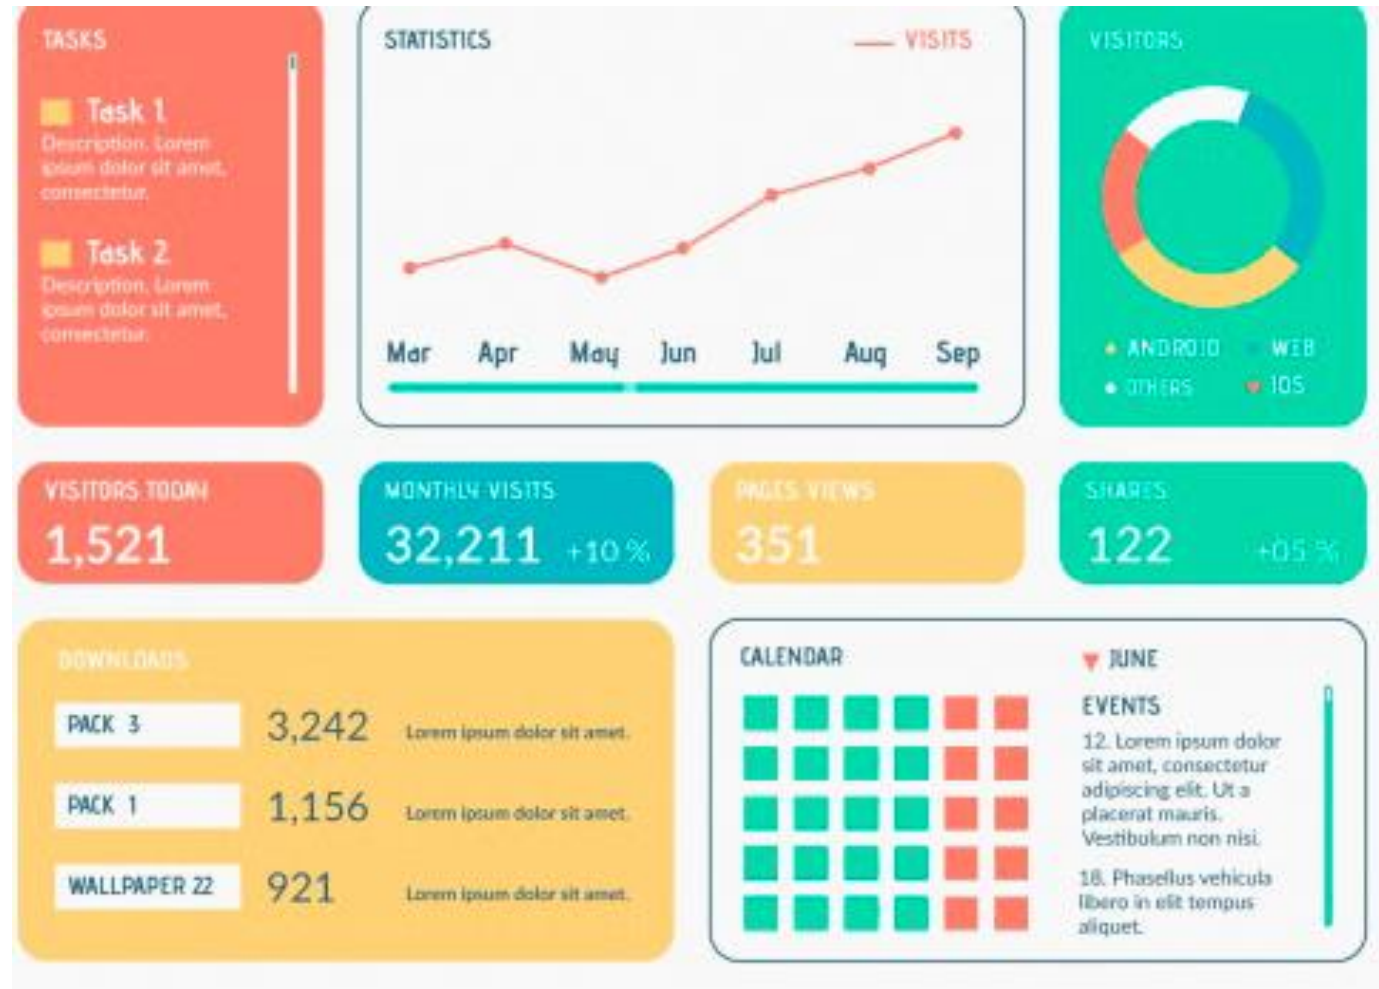 TASKS
Task 1
Description. Lorem
ipsum dolor sit amet,
consectetur.
Task 2
Description. Lorem
ipsum dolor sit amet,
consectetur.
STATISTICS
VISITS
Mar Apr May Jun Jul Aug Sep
VISITORS
ANDROID WEB
OTHERS IOS
VISITORS TODAY
1,521
MONTHLY VISITS
32,211 +10 %
PAGES VIEWS
351
SHARES
122 +05 %
DOWNLOADS
PACK 3 3,242 Lorem ipsum dolor sit amet.
PACK 1 1,156 Lorem ipsum dolor sit amet.
WALLPAPER 22 921 Lorem ipsum dolor sit amet.
CALENDAR
JUNE
EVENTS
12. Lorem ipsum dolor
sit amet, consectetur
adipiscing elit. Ut a
placerat mauris.
Vestibulum non nisi.
18. Phasellus vehicula
libero in elit tempus
aliquet.